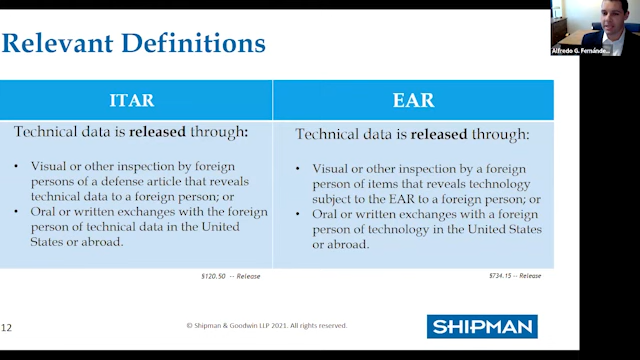 Relevant Definitions
Alfredo G. Fernánde...
ITAR
EAR
Technical data is released through:
• Visual or other inspection by foreign
persons of a defense article that reveals
technical data to a foreign person; or
• Oral or written exchanges with the foreign
person of technical data in the United
States or abroad.
Technical data is released through:
• Visual or other inspection by a foreign
person of items that reveals technology
subject to the EAR to a foreign person; or
• Oral or written exchanges with a foreign
person of technology in the United States
or abroad.
§120.50 -- Release
§734.15 -- Release
12
© Shipman & Goodwin LLP 2021. All rights reserved.
SHIPMAN